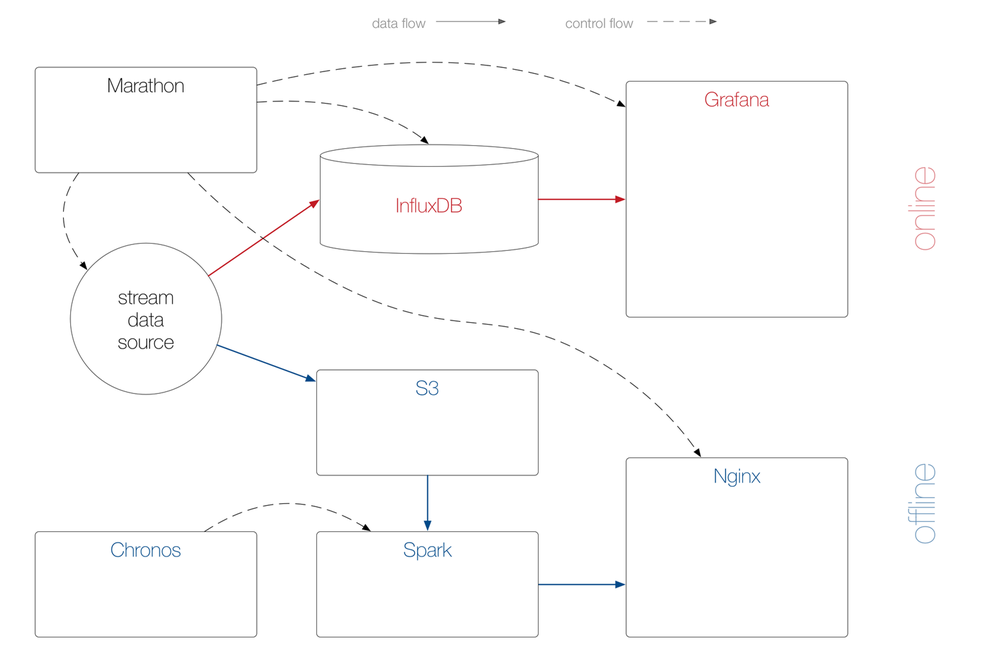 data flow
control flow
Marathon
Grafana
InfluxDB
online
stream
data
source
S3
Nginx
offline
Chronos
Spark